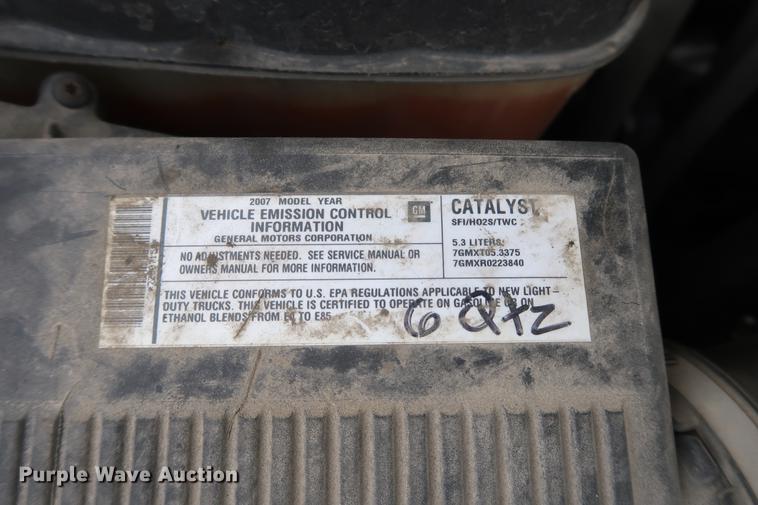 2007 MODEL YEAR
VEHICLE EMISSION CONTROL
INFORMATION
GENERAL MOTORS CORPORATION
GM
CATALYST
SFI/HO2S/TWC
NO ADJUSTMENTS NEEDED. SEE SERVICE MANUAL OR
OWNERS MANUAL FOR MORE INFORMATION.
5.3 LITERS:
7GMXT05.3375
7GMXR0223840
THIS VEHICLE CONFORMS TO U.S. EPA REGULATIONS APPLICABLE TO NEW LIGHT-
DUTY TRUCKS. THIS VEHICLE IS CERTIFIED TO OPERATE ON GASOLINE OR ON
ETHANOL BLENDS FROM E0 TO E85
6 Qtz
Purple Wave Auction